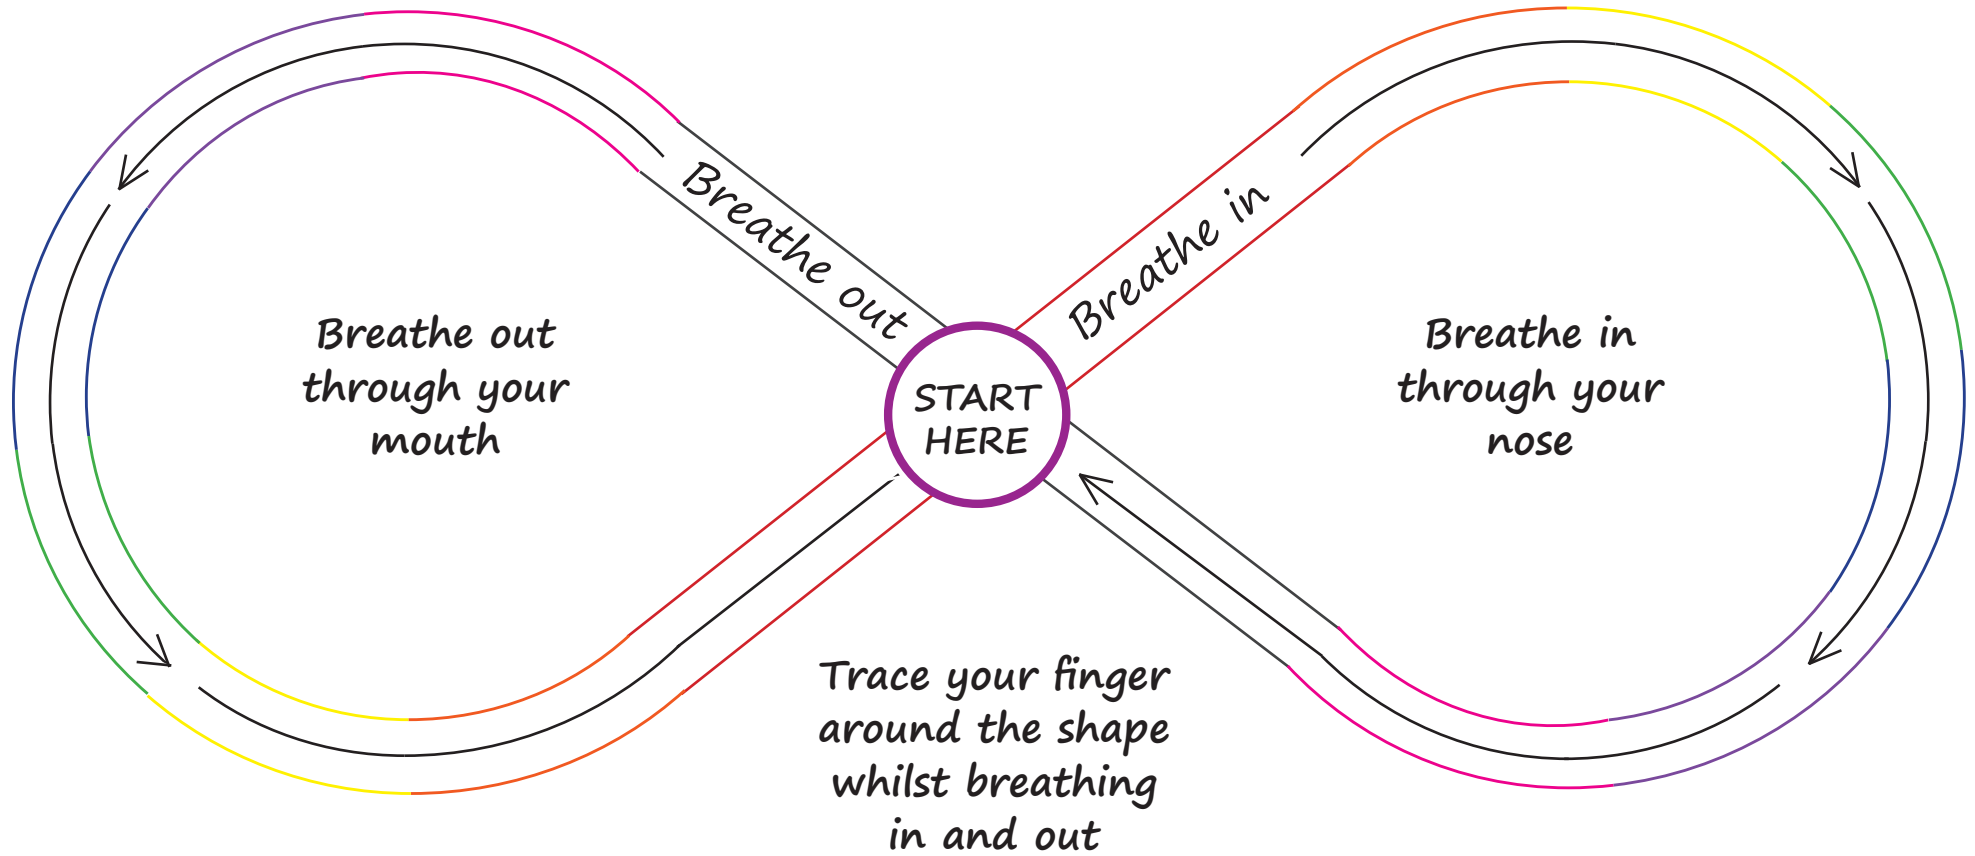 Breathe out
Breathe in
Breathe out
through your
mouth
START
HERE
Breathe in
through your
nose
Trace your finger
around the shape
whilst breathing
in and out